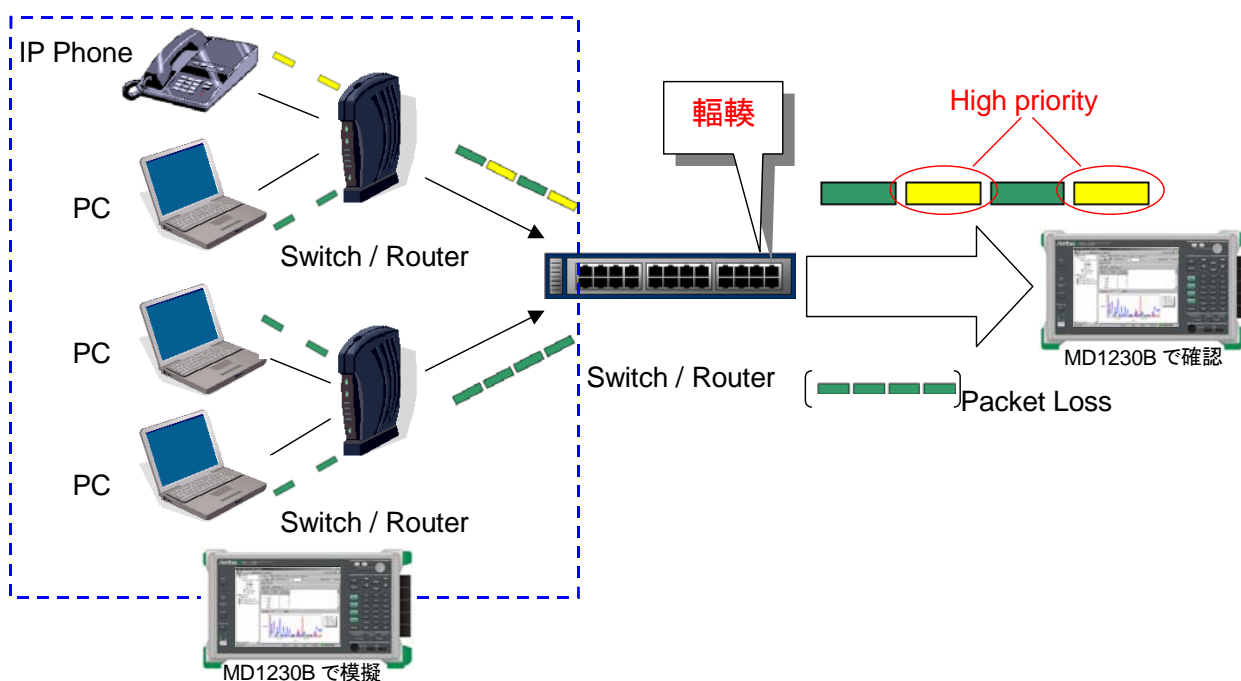 IP Phone
輻輳
High priority
PC
Switch / Router
PC
MD1230B で確認
Switch / Router
Packet Loss
PC
Switch / Router
MD1230B で模擬